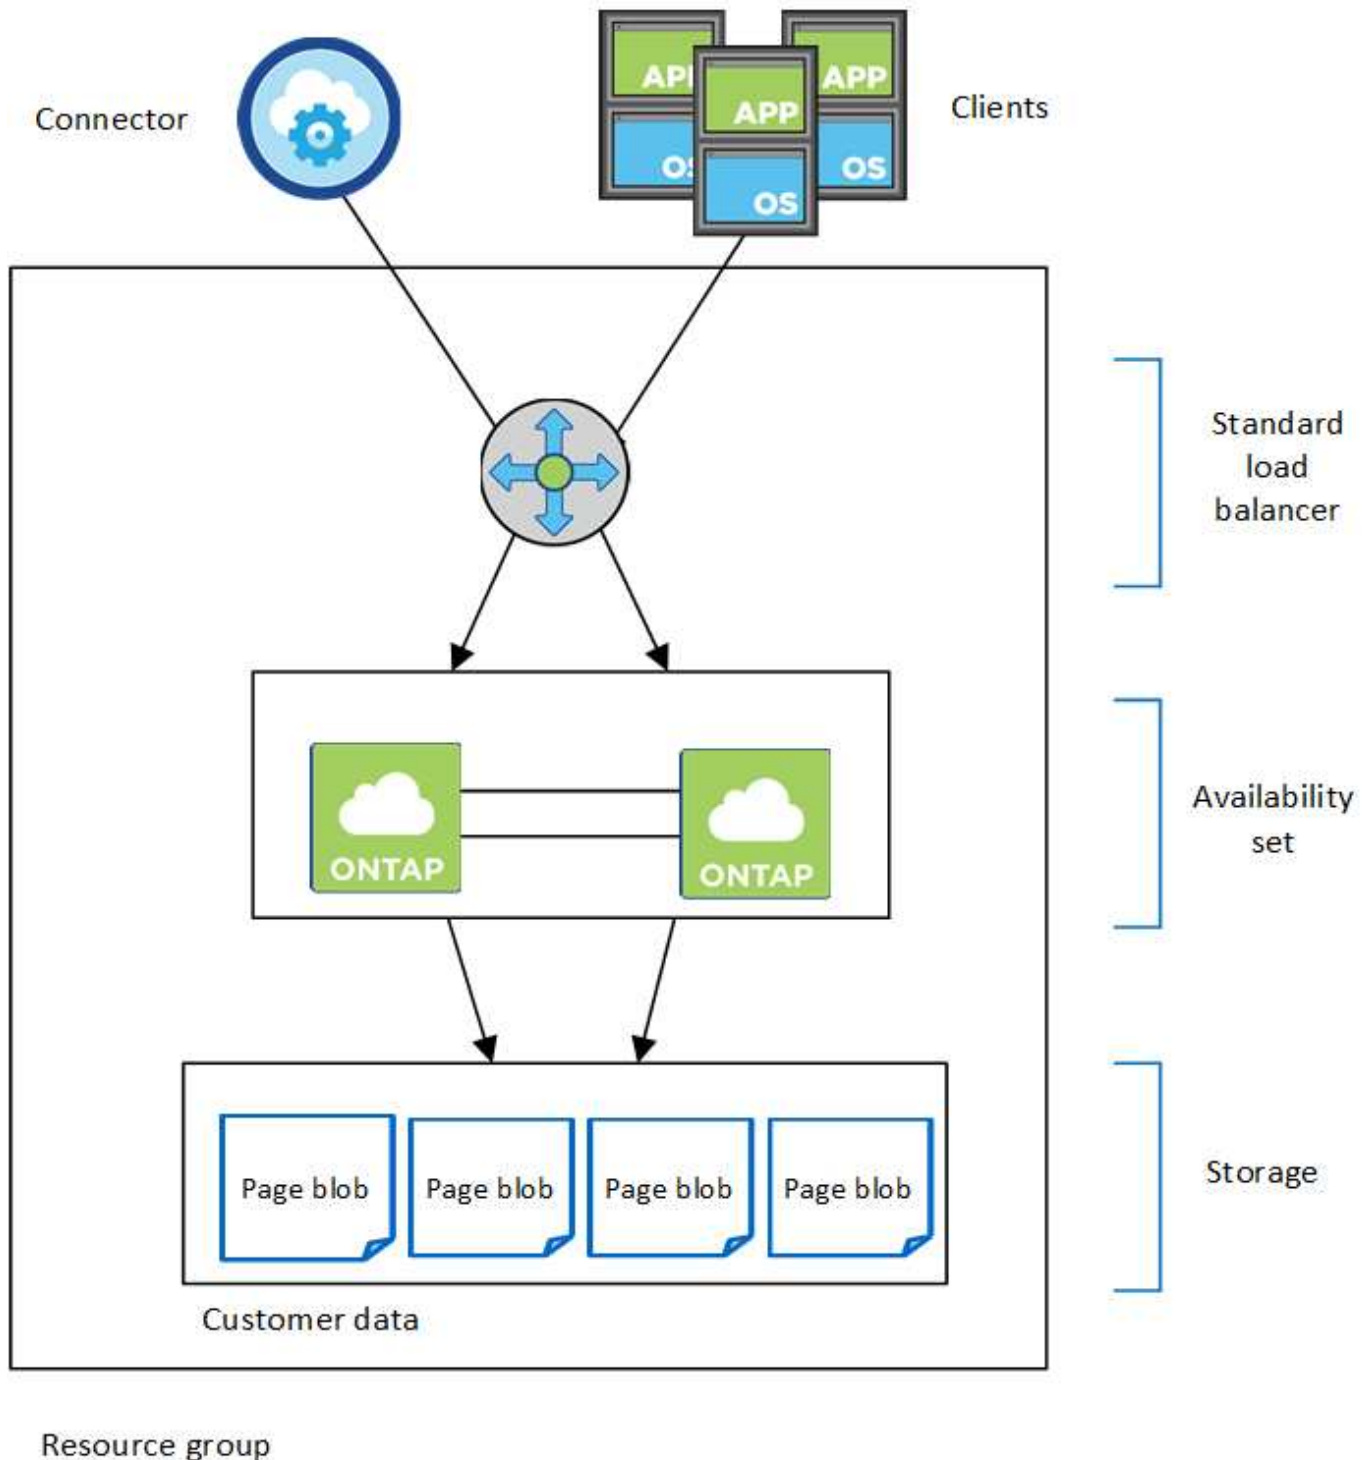 Connector
APP
OS
APP
OS
APP
OS
Clients
Standard
load
balancer
ONTAP
ONTAP
Availability
set
Page blob
Page blob
Page blob
Page blob
Storage
Customer data
Resource group